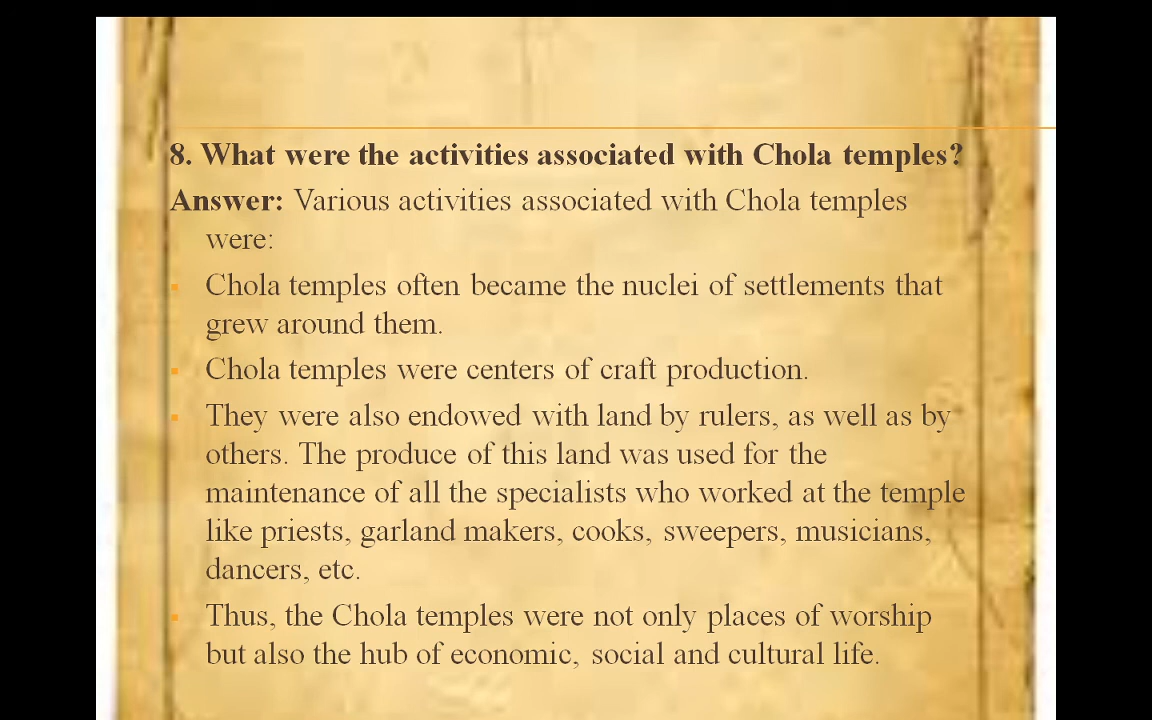 8. What were the activities associated with Chola temples?
Answer: Various activities associated with Chola temples
were:
Chola temples often became the nuclei of settlements that
grew around them.
Chola temples were centers of craft production.
They were also endowed with land by rulers, as well as by
others. The produce of this land was used for the
maintenance of all the specialists who worked at the temple
like priests, garland makers, cooks, sweepers, musicians,
dancers, etc.
Thus, the Chola temples were not only places of worship
but also the hub of economic, social and cultural life.